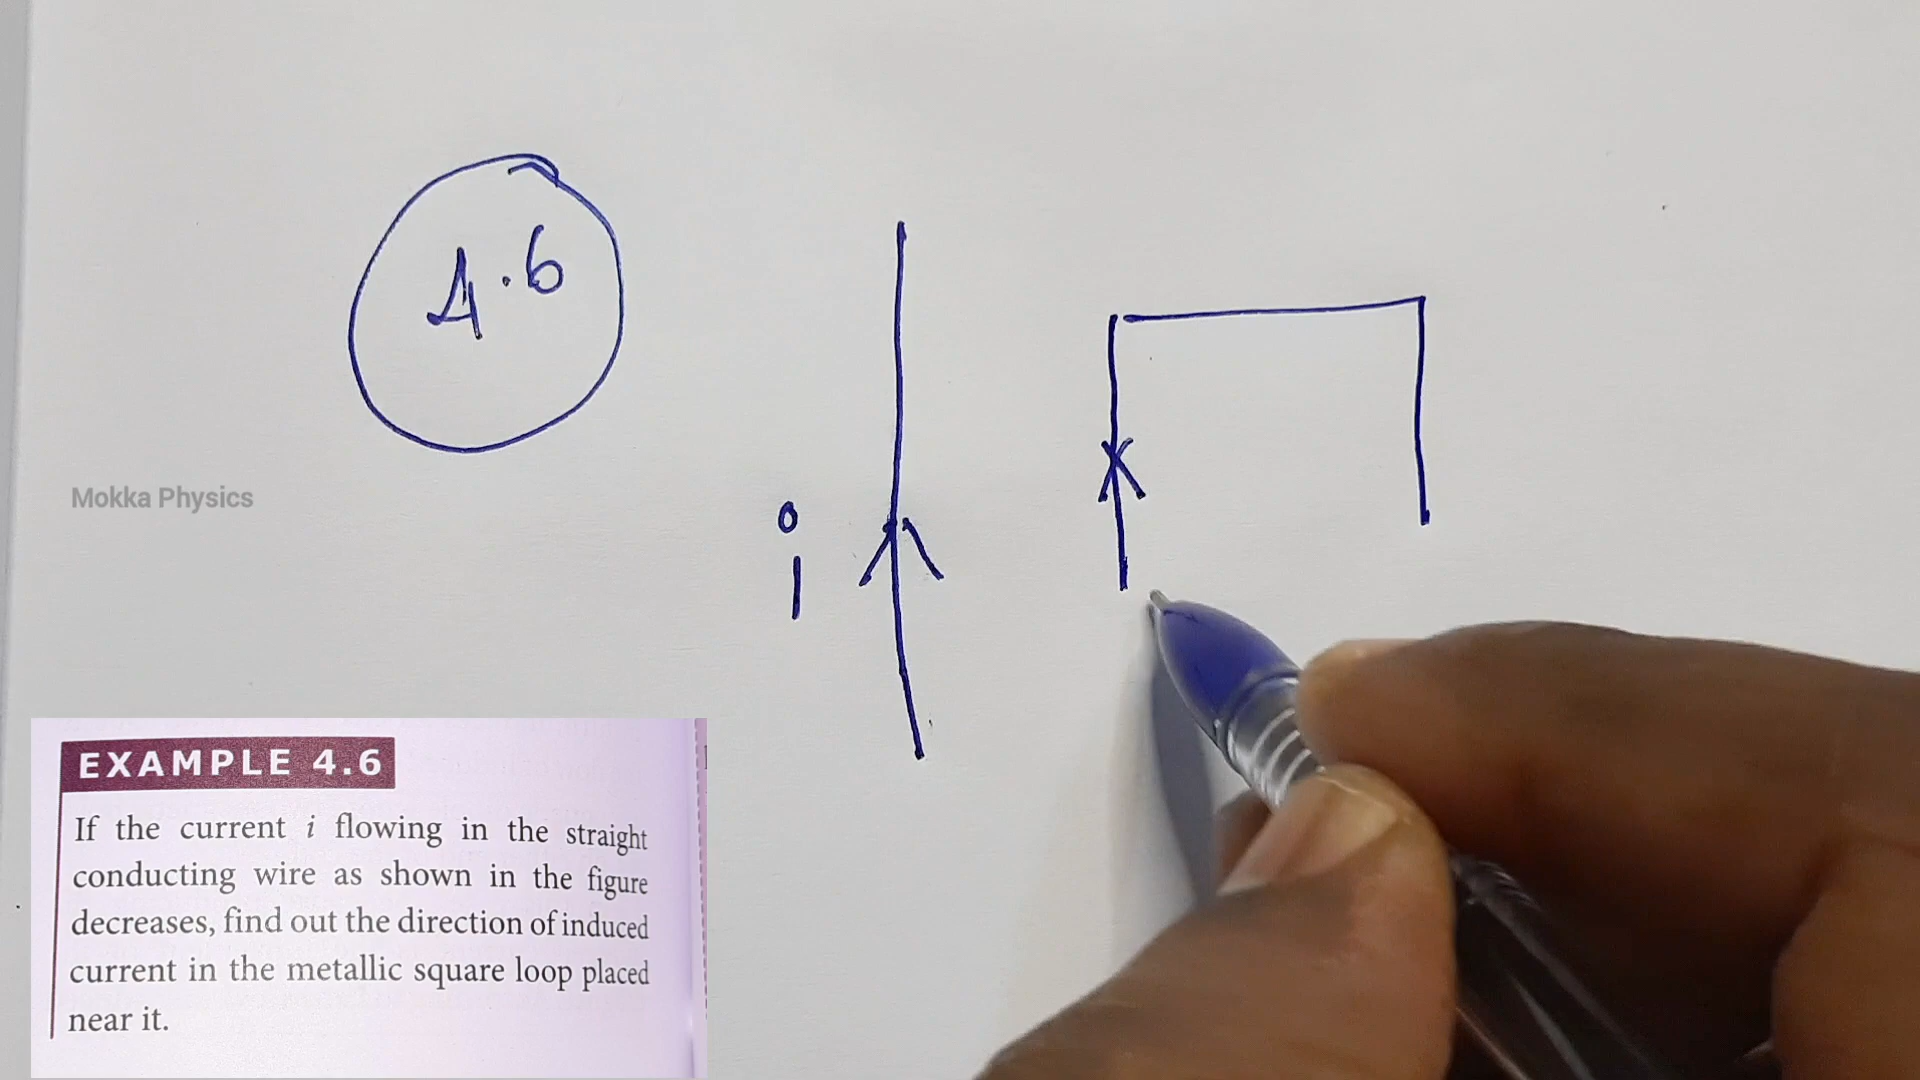 4.6
i
Mokka Physics
EXAMPLE 4.6
If the current i flowing in the straight
conducting wire as shown in the figure
decreases, find out the direction of induced
current in the metallic square loop placed
near it.